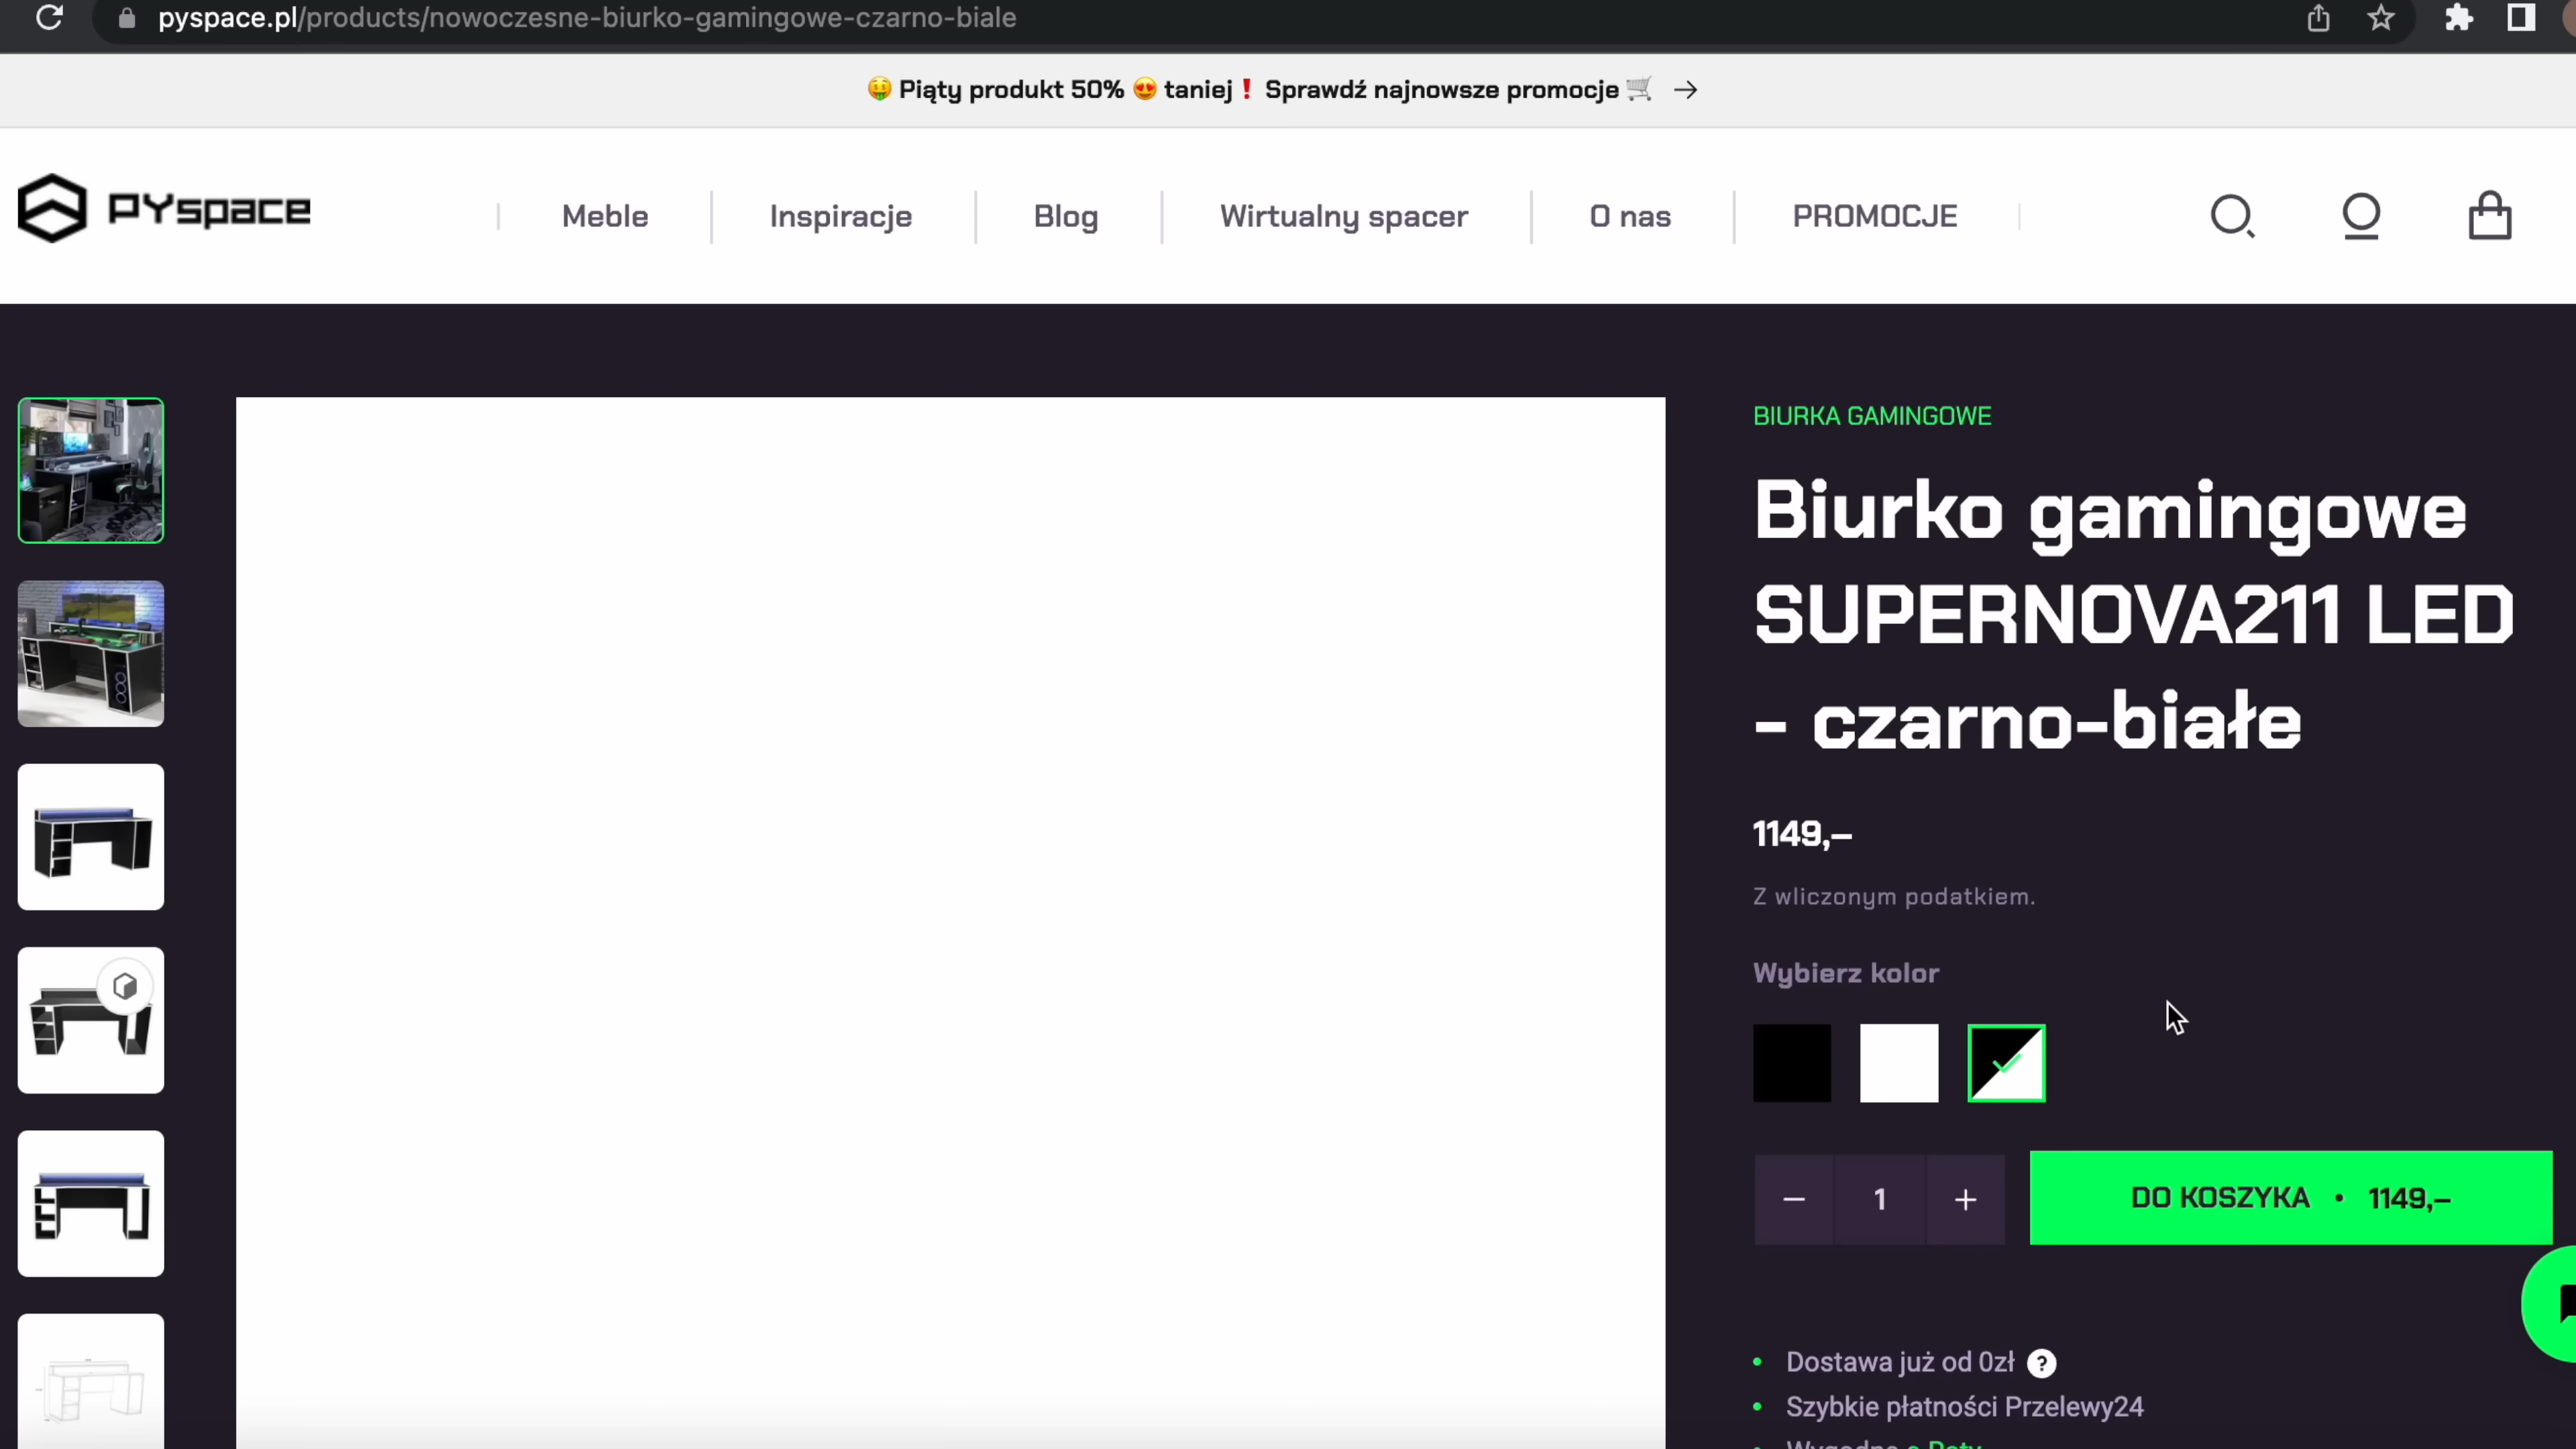 pyspace.pl/products/nowoczesne-biurko-gamingowe-czarno-biale
🤑 Piąty produkt 50% 😍 taniej❗ Sprawdź najnowsze promocje 🛒 →
PYspace
Meble
Inspiracje
Blog
Wirtualny spacer
O nas
PROMOCJE
BIURKA GAMINGOWE
Biurko gamingowe
SUPERNOVA211 LED
- czarno-białe
1149,–
Z wliczonym podatkiem.
Wybierz kolor
− 1 +
DO KOSZYKA • 1149,–
• Dostawa już od 0zł ?
• Szybkie płatności Przelewy24
• Wygodne e-Raty